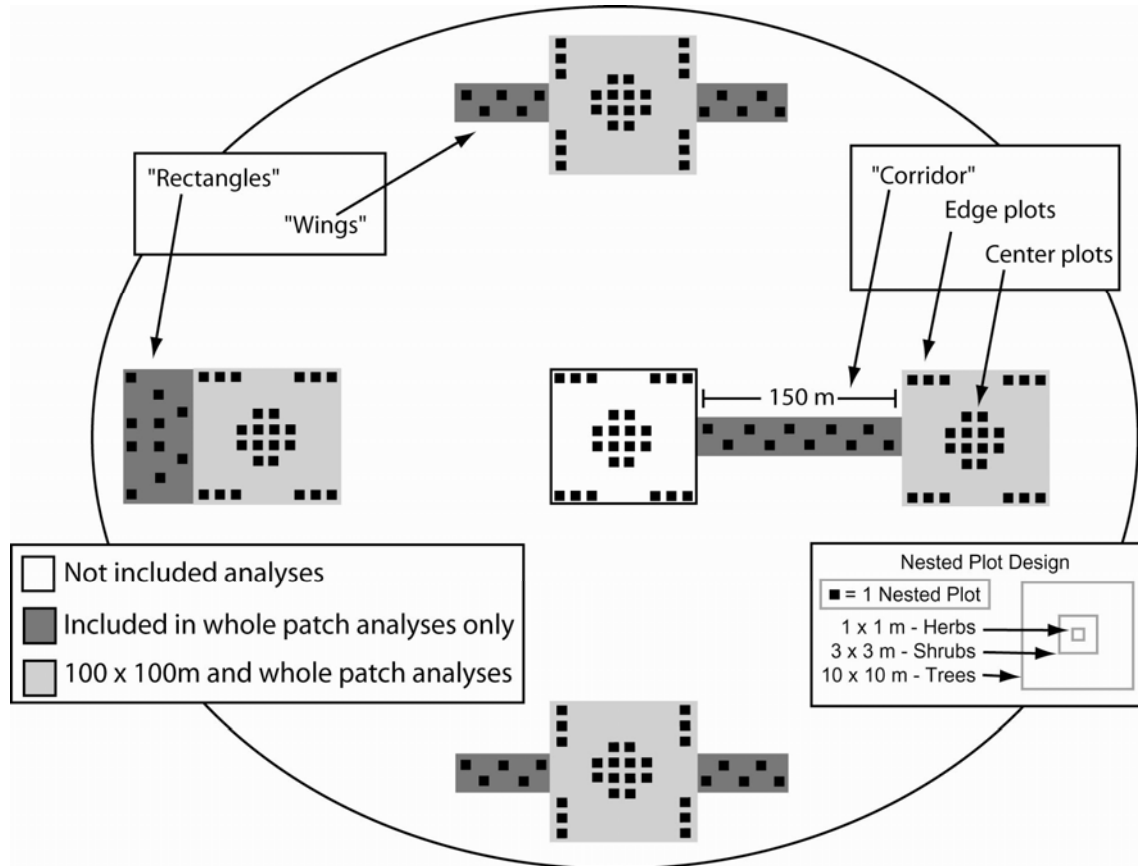 "Rectangles"
"Wings"
"Corridor"
Edge plots
Center plots
150 m
Not included analyses
Included in whole patch analyses only
100 x 100m and whole patch analyses
Nested Plot Design
= 1 Nested Plot
1 x 1 m - Herbs
3 x 3 m - Shrubs
10 x 10 m - Trees